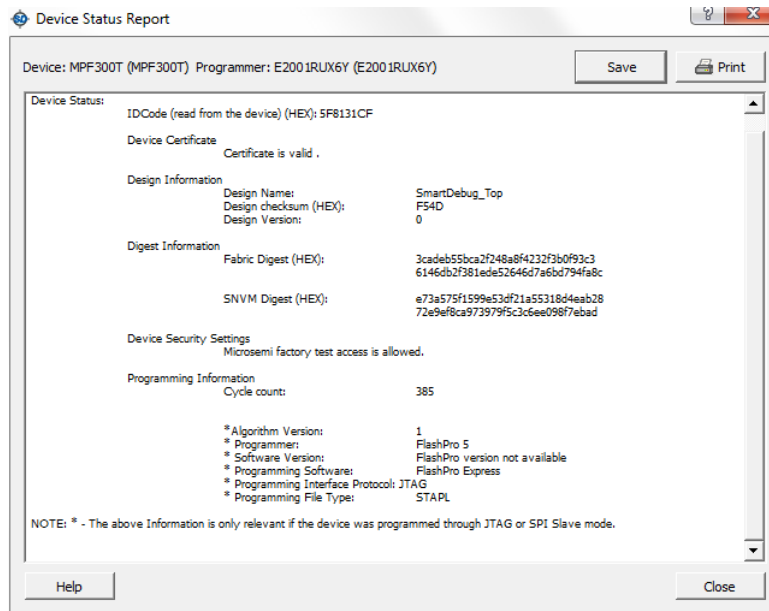 Device Status Report
Device: MPF300T (MPF300T) Programmer: E2001RUX6Y (E2001RUX6Y)
Save
Print
Device Status:
IDCode (read from the device) (HEX): 5F8131CF
Device Certificate
Certificate is valid .
Design Information
Design Name: SmartDebug_Top
Design checksum (HEX): F54D
Design Version: 0
Digest Information
Fabric Digest (HEX): 3cadeb55bca2f248a8f4232f3b0f93c3
6146db2f381ede52646d7a6bd794fa8c
SNVM Digest (HEX): e73a575f1599e53df21a55318d4eab28
72e9ef8ca973979f5c3c6ee098f7ebad
Device Security Settings
Microsemi factory test access is allowed.
Programming Information
Cycle count: 385
*Algorithm Version: 1
* Programmer: FlashPro 5
* Software Version: FlashPro version not available
* Programming Software: FlashPro Express
* Programming Interface Protocol: JTAG
* Programming File Type: STAPL
NOTE: * - The above Information is only relevant if the device was programmed through JTAG or SPI Slave mode.
Help
Close